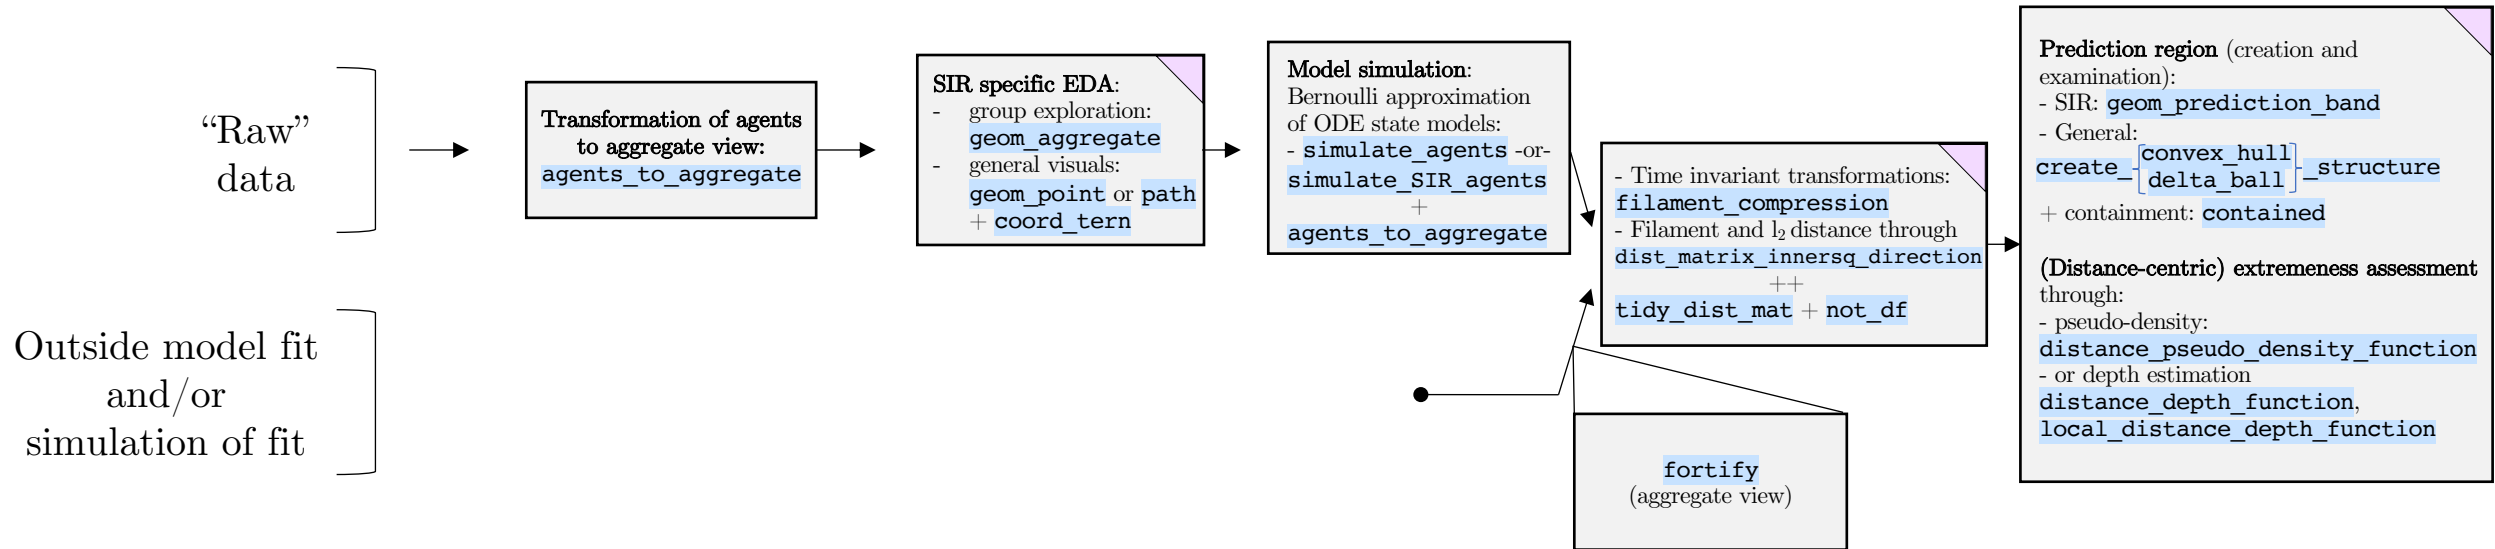 “Raw”
data
Outside model fit
and/or
simulation of fit
Transformation of agents
to aggregate view:
agents_to_aggregate
SIR specific EDA:
- group exploration:
geom_aggregate
- general visuals:
geom_point or path
+ coord_tern
Model simulation:
Bernoulli approximation
of ODE state models:
- simulate_agents -or-
simulate_SIR_agents
+
agents_to_aggregate
- Time invariant transformations:
filament_compression
- Filament and l₂ distance through
dist_matrix_innersq_direction
++
tidy_dist_mat + not_df
fortify
(aggregate view)
Prediction region (creation and
examination):
- SIR: geom_prediction_band
- General:
convex_hull
create_ _structure
delta_ball
+ containment: contained
(Distance-centric) extremeness assessment
through:
- pseudo-density:
distance_pseudo_density_function
- or depth estimation
distance_depth_function,
local_distance_depth_function